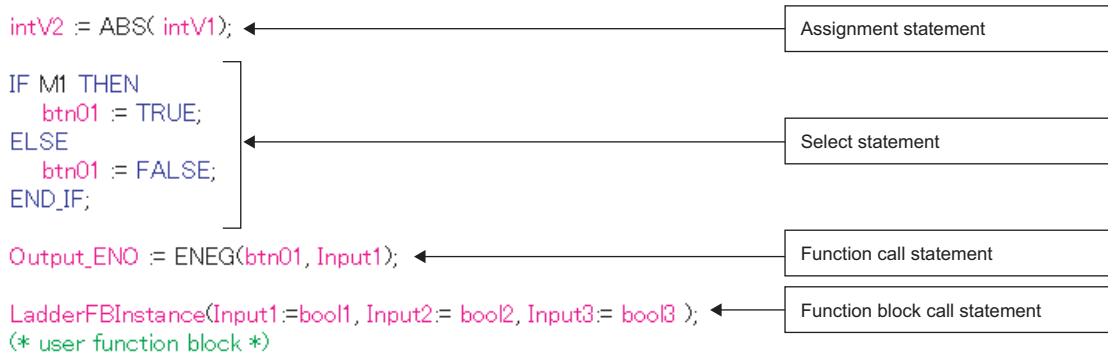 intV2 := ABS( intV1);
Assignment statement
IF M1 THEN
btn01 := TRUE;
ELSE
btn01 := FALSE;
END_IF;
Select statement
Output_ENO := ENEG(btn01, Input1);
Function call statement
LadderFBInstance(Input1:=bool1, Input2:= bool2, Input3:= bool3 );
Function block call statement
(* user function block *)